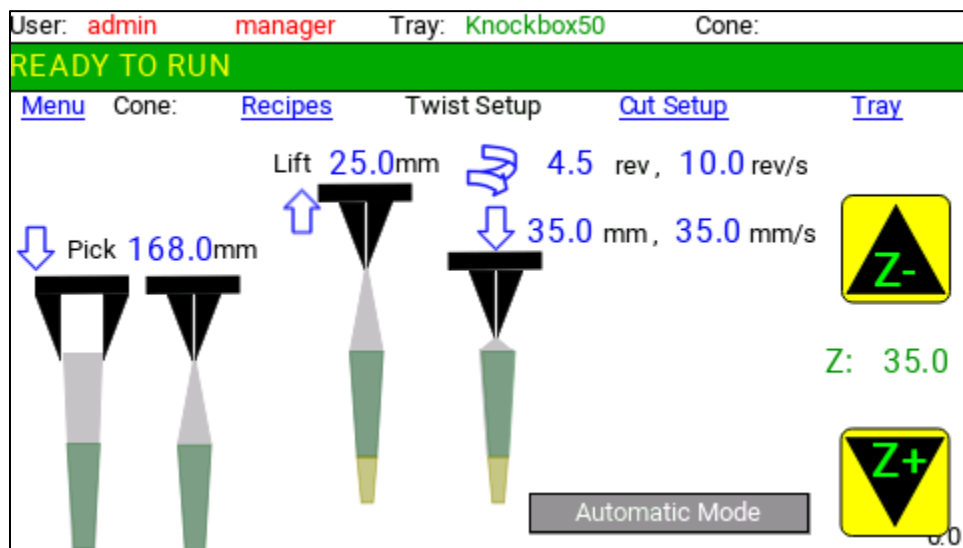 User: admin manager Tray: Knockbox50 Cone:
READY TO RUN
Menu Cone: Recipes Twist Setup Cut Setup Tray
Lift 25.0mm 4.5 rev , 10.0 rev/s
35.0 mm , 35.0 mm/s
Pick 168.0mm
Z-
Z: 35.0
Z+
Automatic Mode
0.0